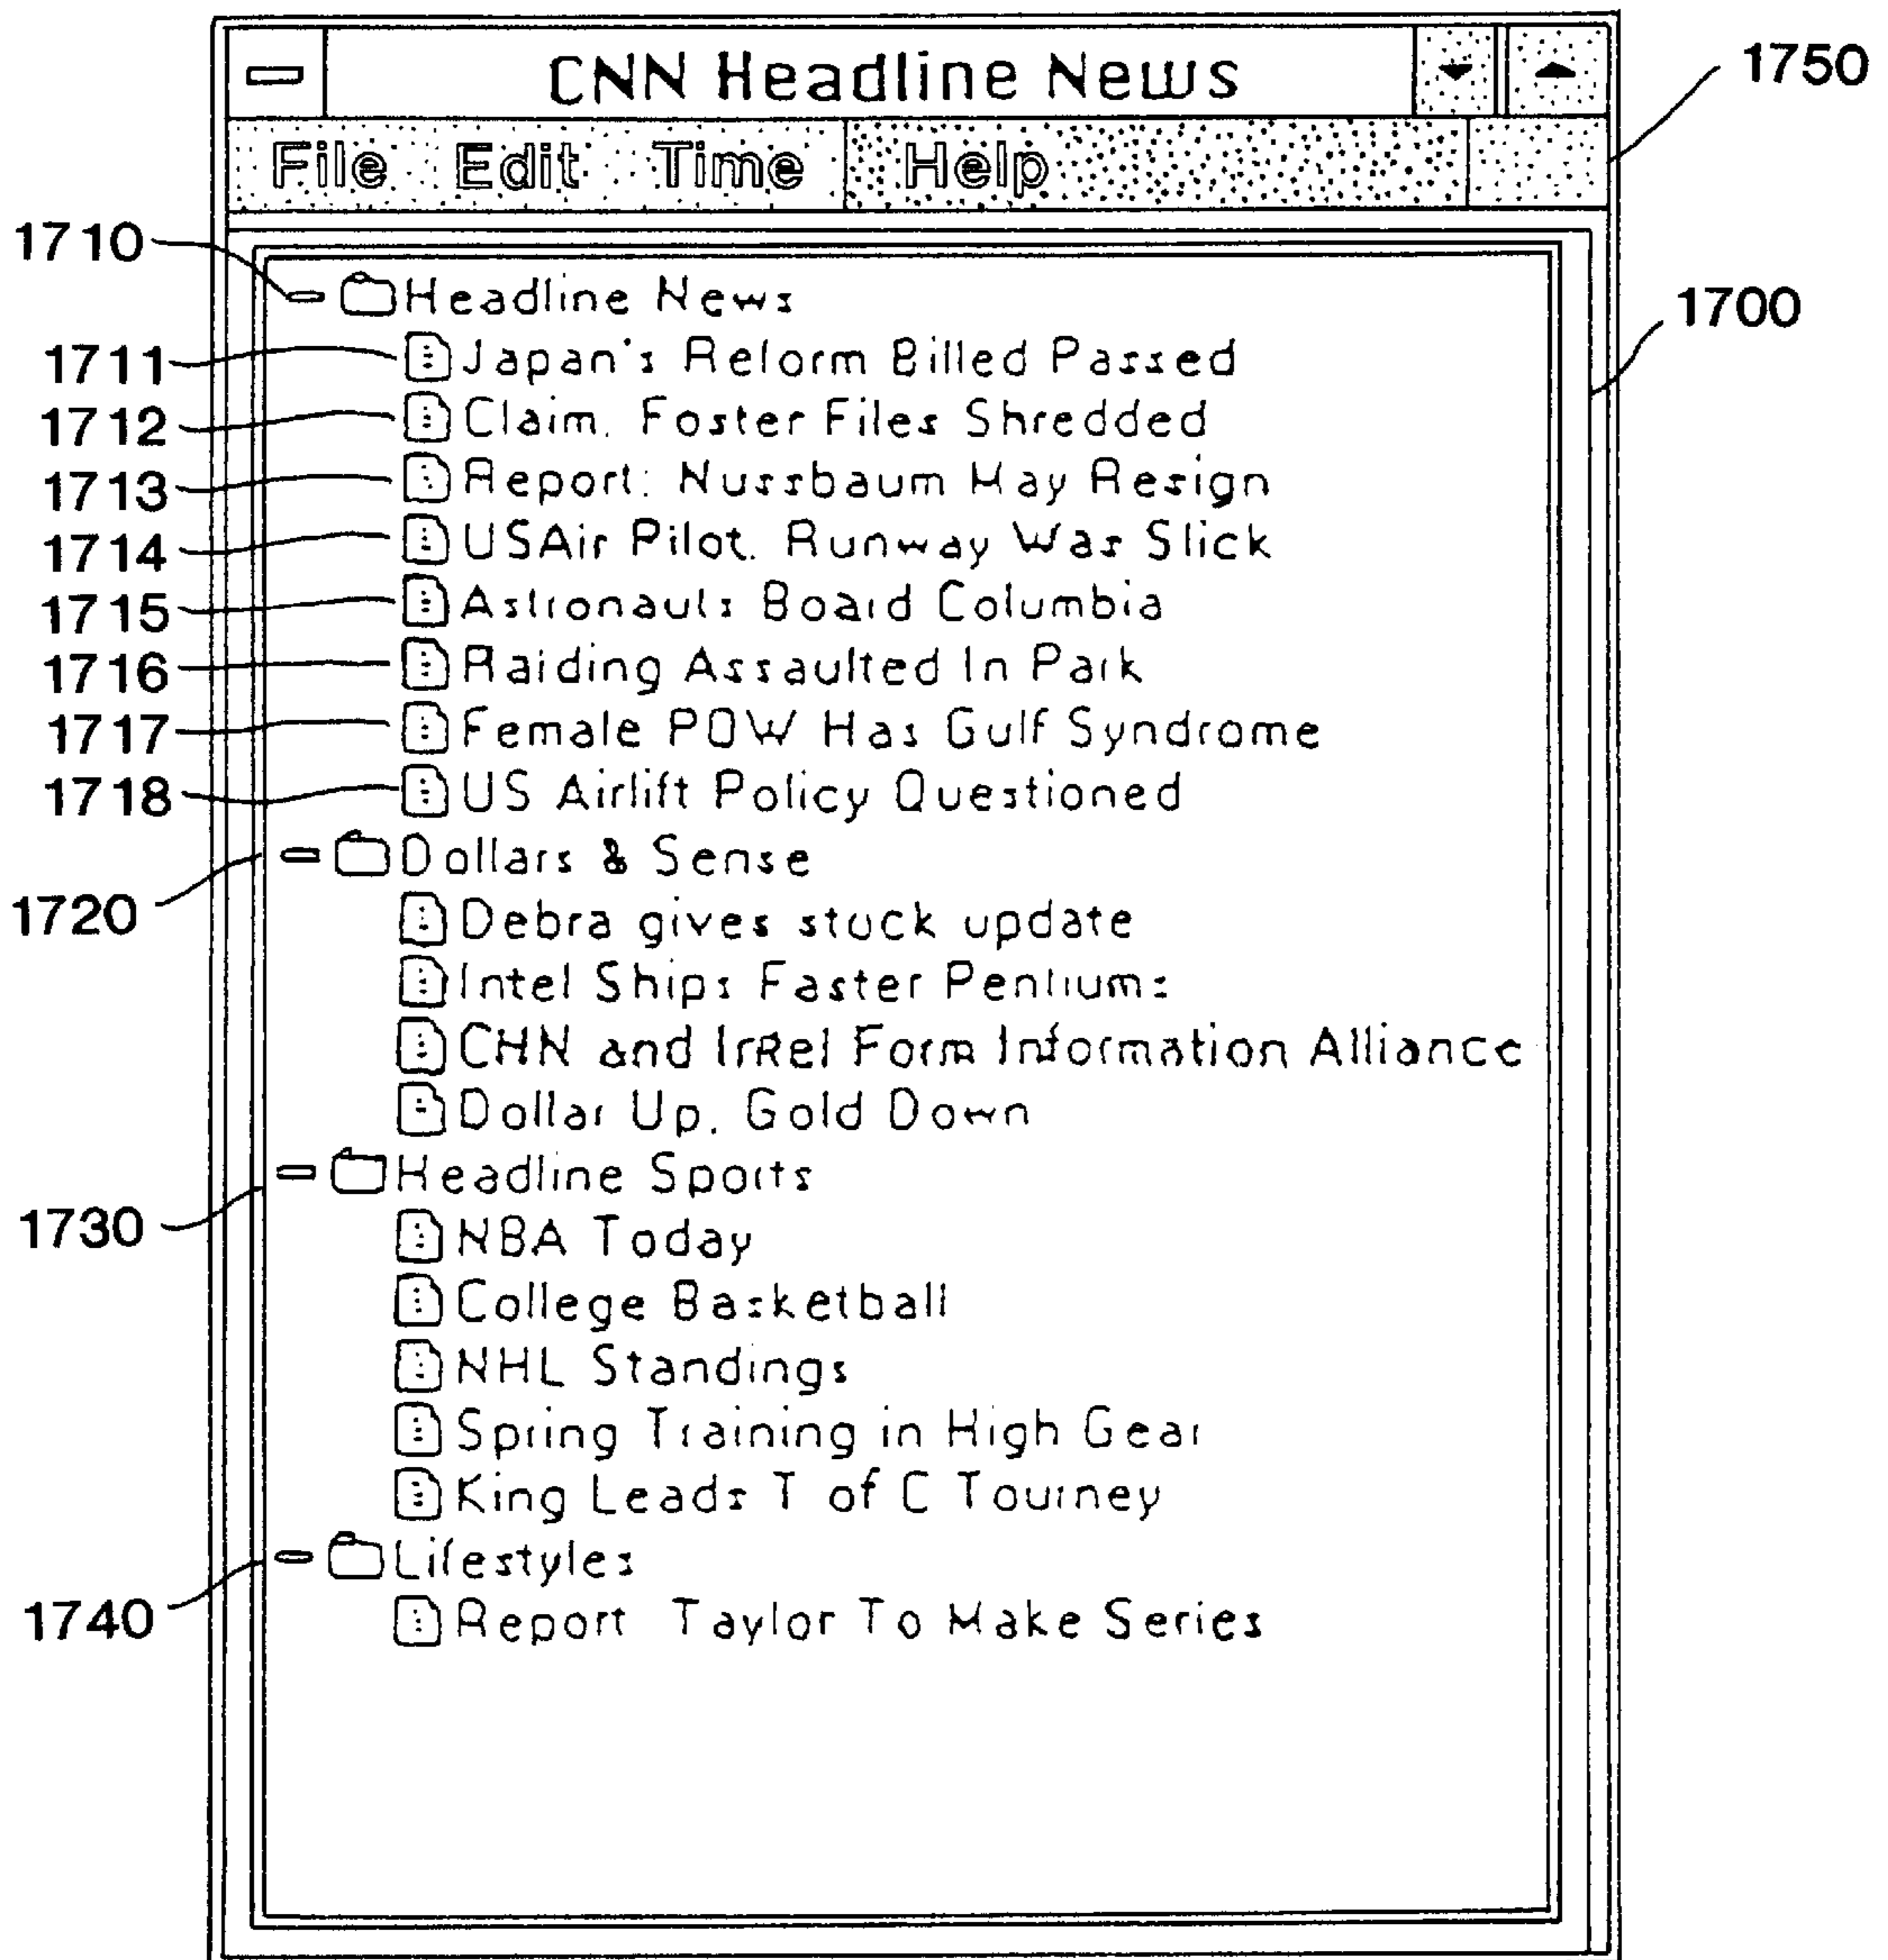 CNN Headline News
1750
File Edit Time Help
1710
Headline News
1700
1711 Japan's Reform Billed Passed
1712 Claim. Foster Files Shredded
1713 Report: Nussbaum May Resign
1714 USAir Pilot. Runway Was Slick
1715 Astronauts Board Columbia
1716 Raiding Assaulted In Park
1717 Female POW Has Gulf Syndrome
1718 US Airlift Policy Questioned
Dollars & Sense
1720
Debra gives stock update
Intel Ships Faster Pentiums
and Form Information Alliance
Dollar Up, Gold Down
Headline Sports
1730
NBA Today
College Basketball
NHL Standings
Spring Training in High Gear
King Leads T of C Tourney
Lifestyles
1740
Report Taylor To Make Series